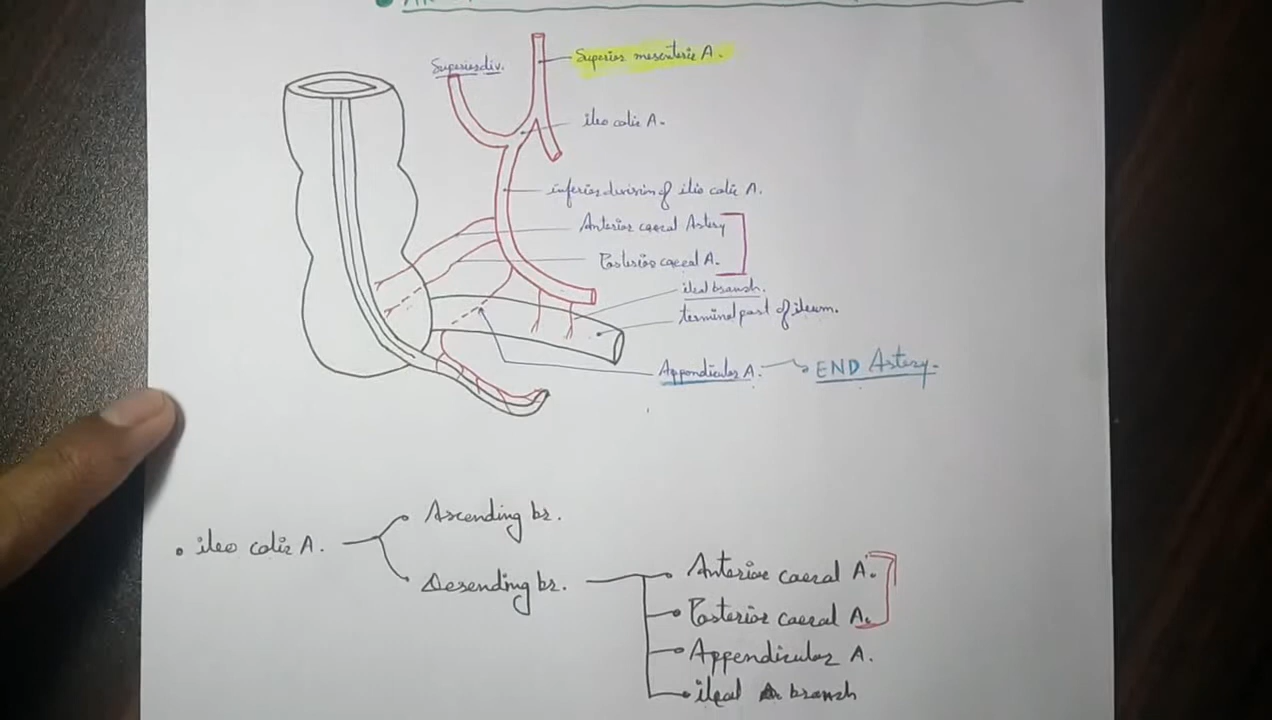 Superior div.
Superior mesenteric A.
ileo colic A.
inferior division of ilio colic A.
Anterior caecal Artery
Posterior caecal A.
ileal branch.
terminal part of ileum.
Appendicular A.
END Artery.
ileo colic A.
Ascending br.
Desending br.
Anterior caecal A.
Posterior caecal A.
Appendicular A.
ileal branch